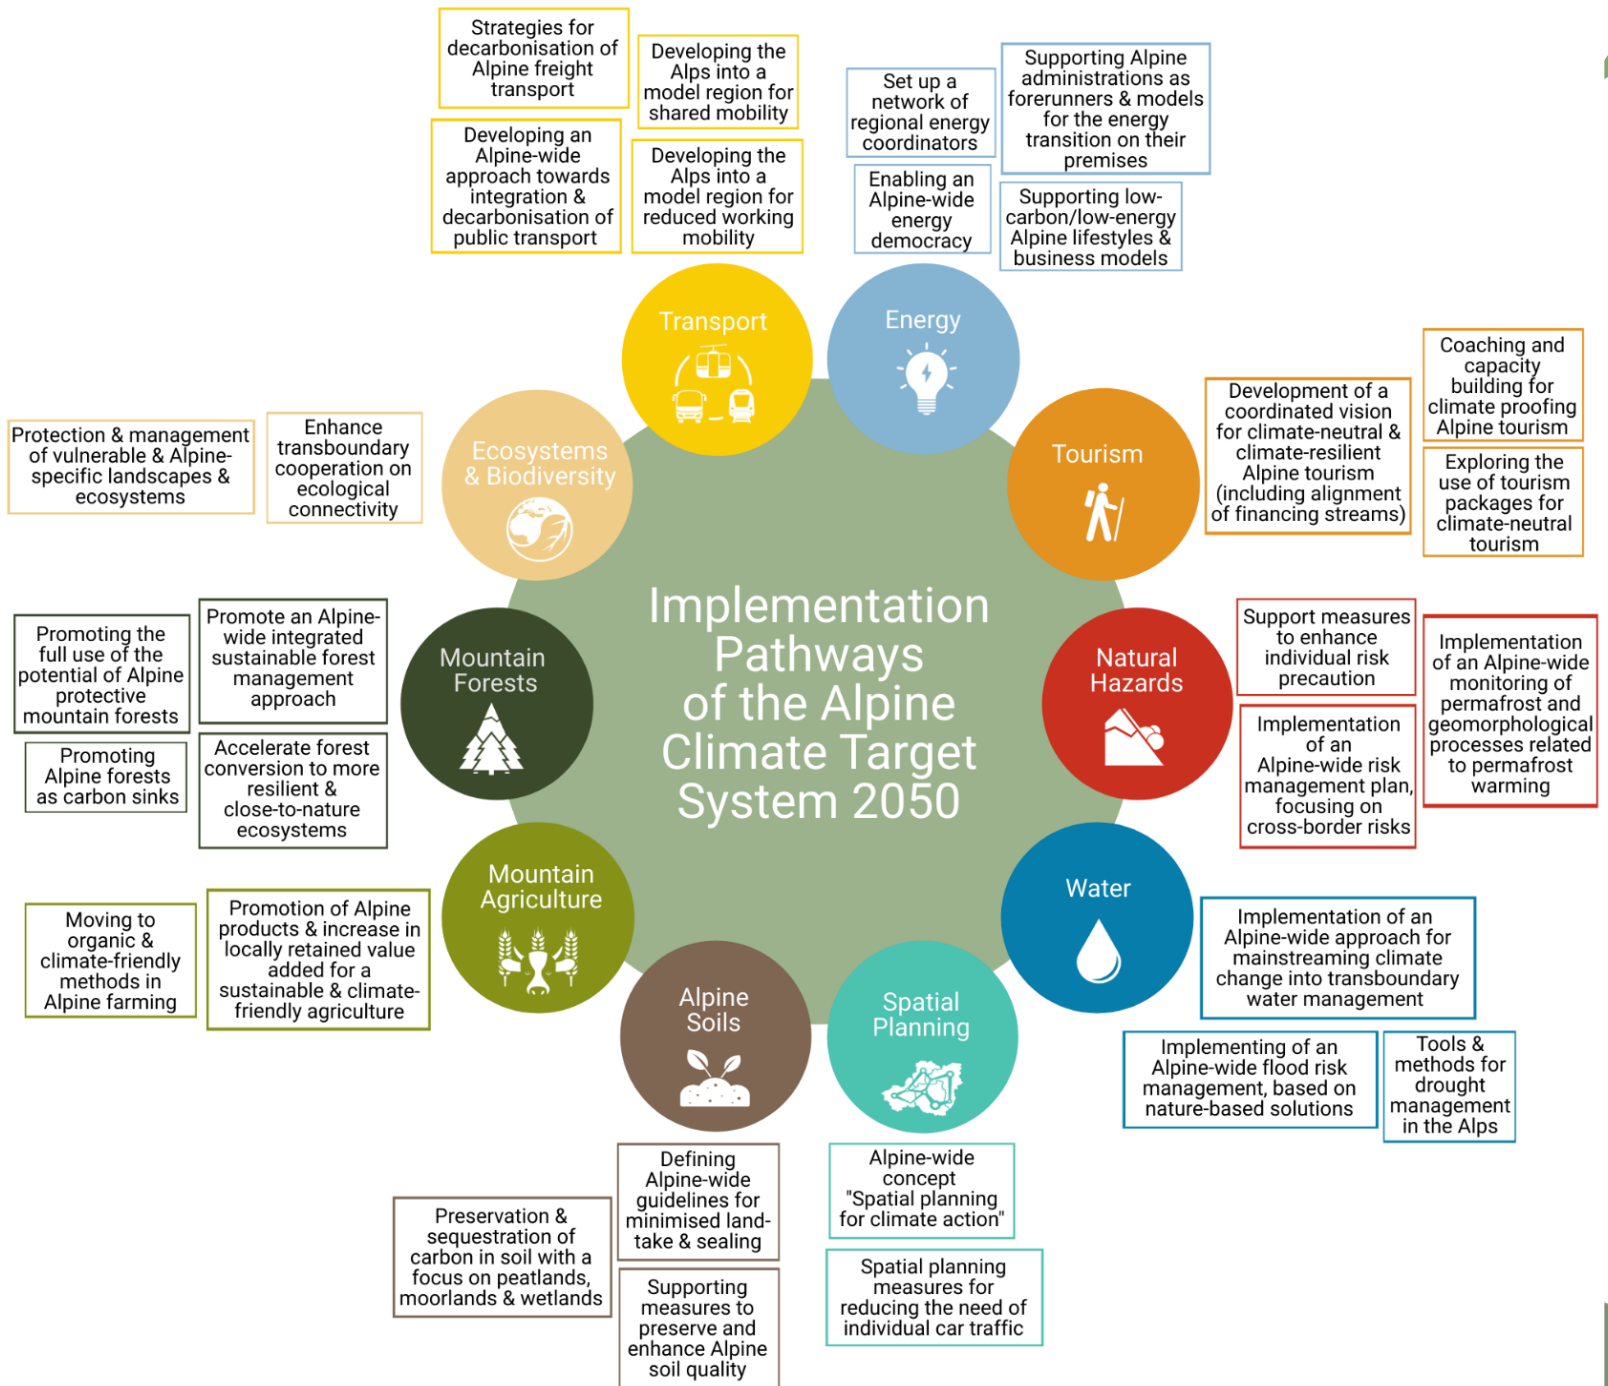 Strategies for
decarbonisation of
Alpine freight
transport
Developing the
Alps into a
model region for
shared mobility
Developing an
Alpine-wide
approach towards
integration &
decarbonisation of
public transport
Developing the
Alps into a
model region for
reduced working
mobility
Set up a
network of
regional energy
coordinators
Supporting Alpine
administrations as
forerunners & models
for the energy
transition on their
premises
Enabling an
Alpine-wide
energy
democracy
Supporting low-
carbon/low-energy
Alpine lifestyles &
business models
Transport
Energy
Tourism
Development of a
coordinated vision
for climate-neutral &
climate-resilient
Alpine tourism
(including alignment
of financing streams)
Coaching and
capacity
building for
climate proofing
Alpine tourism
Exploring the
use of tourism
packages for
climate-neutral
tourism
Protection & management
of vulnerable & Alpine-
specific landscapes &
ecosystems
Enhance
transboundary
cooperation on
ecological
connectivity
Ecosystems
& Biodiversity
Implementation
Pathways
of the Alpine
Climate Target
System 2050
Natural
Hazards
Support measures
to enhance
individual risk
precaution
Implementation
of an
Alpine-wide risk
management plan,
focusing on
cross-border risks
Implementation
of an Alpine-wide
monitoring of
permafrost and
geomorphological
processes related
to permafrost
warming
Promoting the
full use of the
potential of Alpine
protective
mountain forests
Promote an Alpine-
wide integrated
sustainable forest
management
approach
Promoting
Alpine forests
as carbon sinks
Accelerate forest
conversion to more
resilient &
close-to-nature
ecosystems
Mountain
Forests
Water
Implementation of an
Alpine-wide approach for
mainstreaming climate
change into transboundary
water management
Implementing of an
Alpine-wide flood risk
management, based on
nature-based solutions
Tools &
methods for
drought
management
in the Alps
Moving to
organic &
climate-friendly
methods in
Alpine farming
Promotion of Alpine
products & increase in
locally retained value
added for a
sustainable & climate-
friendly agriculture
Mountain
Agriculture
Alpine
Soils
Spatial
Planning
Preservation &
sequestration of
carbon in soil with a
focus on peatlands,
moorlands & wetlands
Defining
Alpine-wide
guidelines for
minimised land-
take & sealing
Supporting
measures to
preserve and
enhance Alpine
soil quality
Alpine-wide
concept
"Spatial planning
for climate action"
Spatial planning
measures for
reducing the need of
individual car traffic